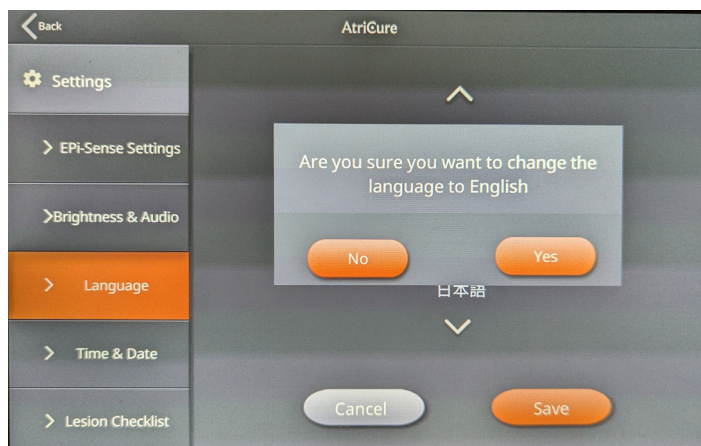 Back
AtriCure
Settings
EPi-Sense Settings
Brightness & Audio
Language
Time & Date
Lesion Checklist
Are you sure you want to change the
language to English
No
Yes
日本語
Cancel
Save